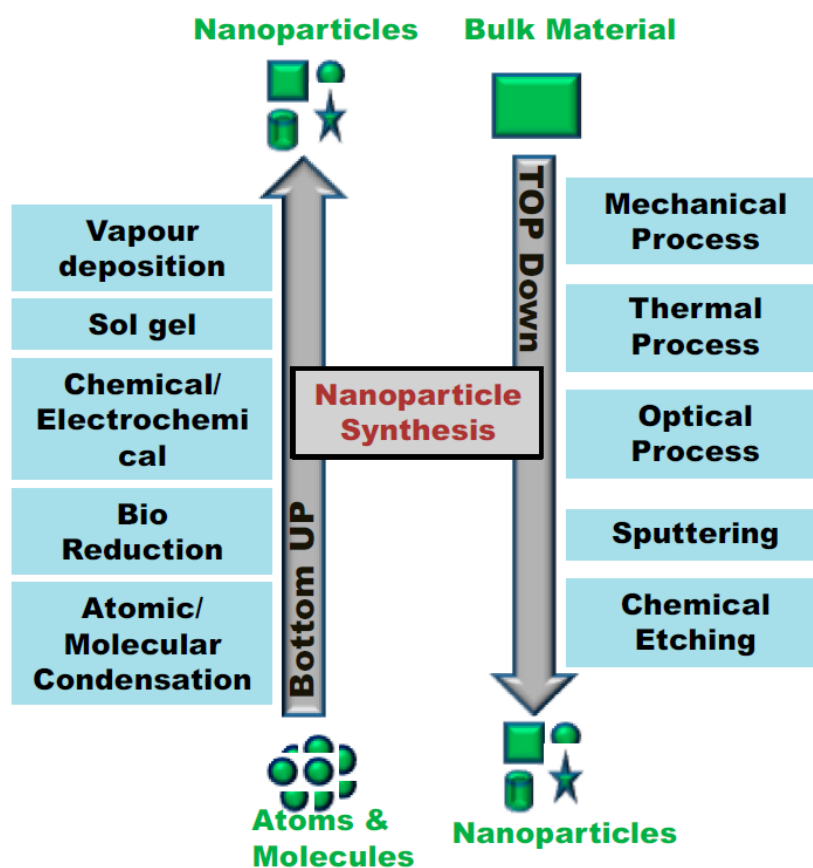 Nanoparticles
Bulk Material
Vapour
deposition
Sol gel
Chemical/
Electrochemi
cal
Bio
Reduction
Atomic/
Molecular
Condensation
Bottom UP
Nanoparticle
Synthesis
TOP Down
Mechanical
Process
Thermal
Process
Optical
Process
Sputtering
Chemical
Etching
Atoms &
Molecules
Nanoparticles